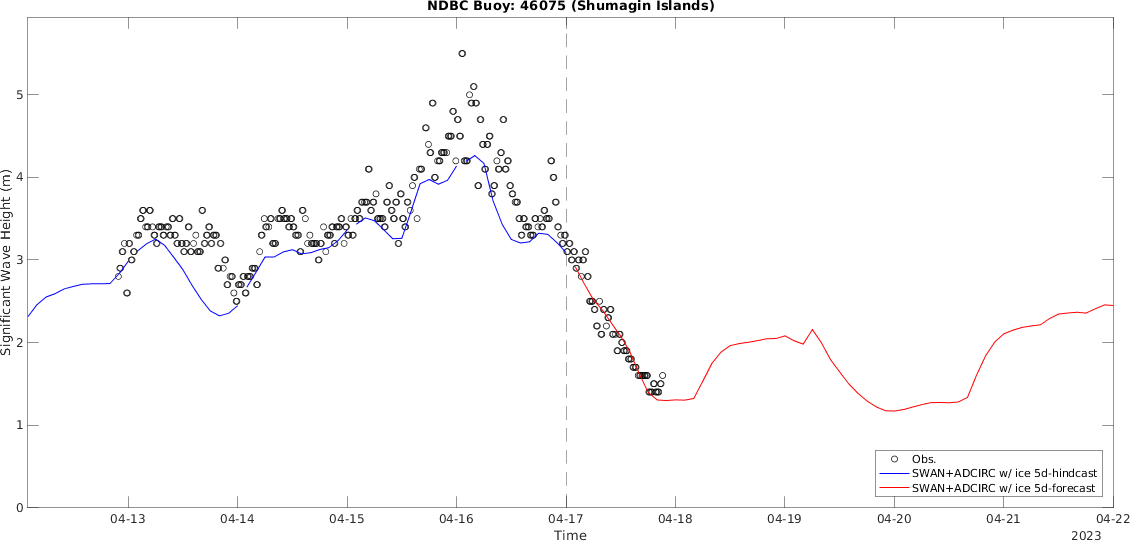 NDBC Buoy: 46075 (Shumagin Islands)
Significant Wave Height (m)
5
4
3
2
1
0
04-13 04-14 04-15 04-16 04-17 04-18 04-19 04-20 04-21 04-22
Time
2023
Obs.
SWAN+ADCIRC w/ ice 5d-hindcast
SWAN+ADCIRC w/ ice 5d-forecast